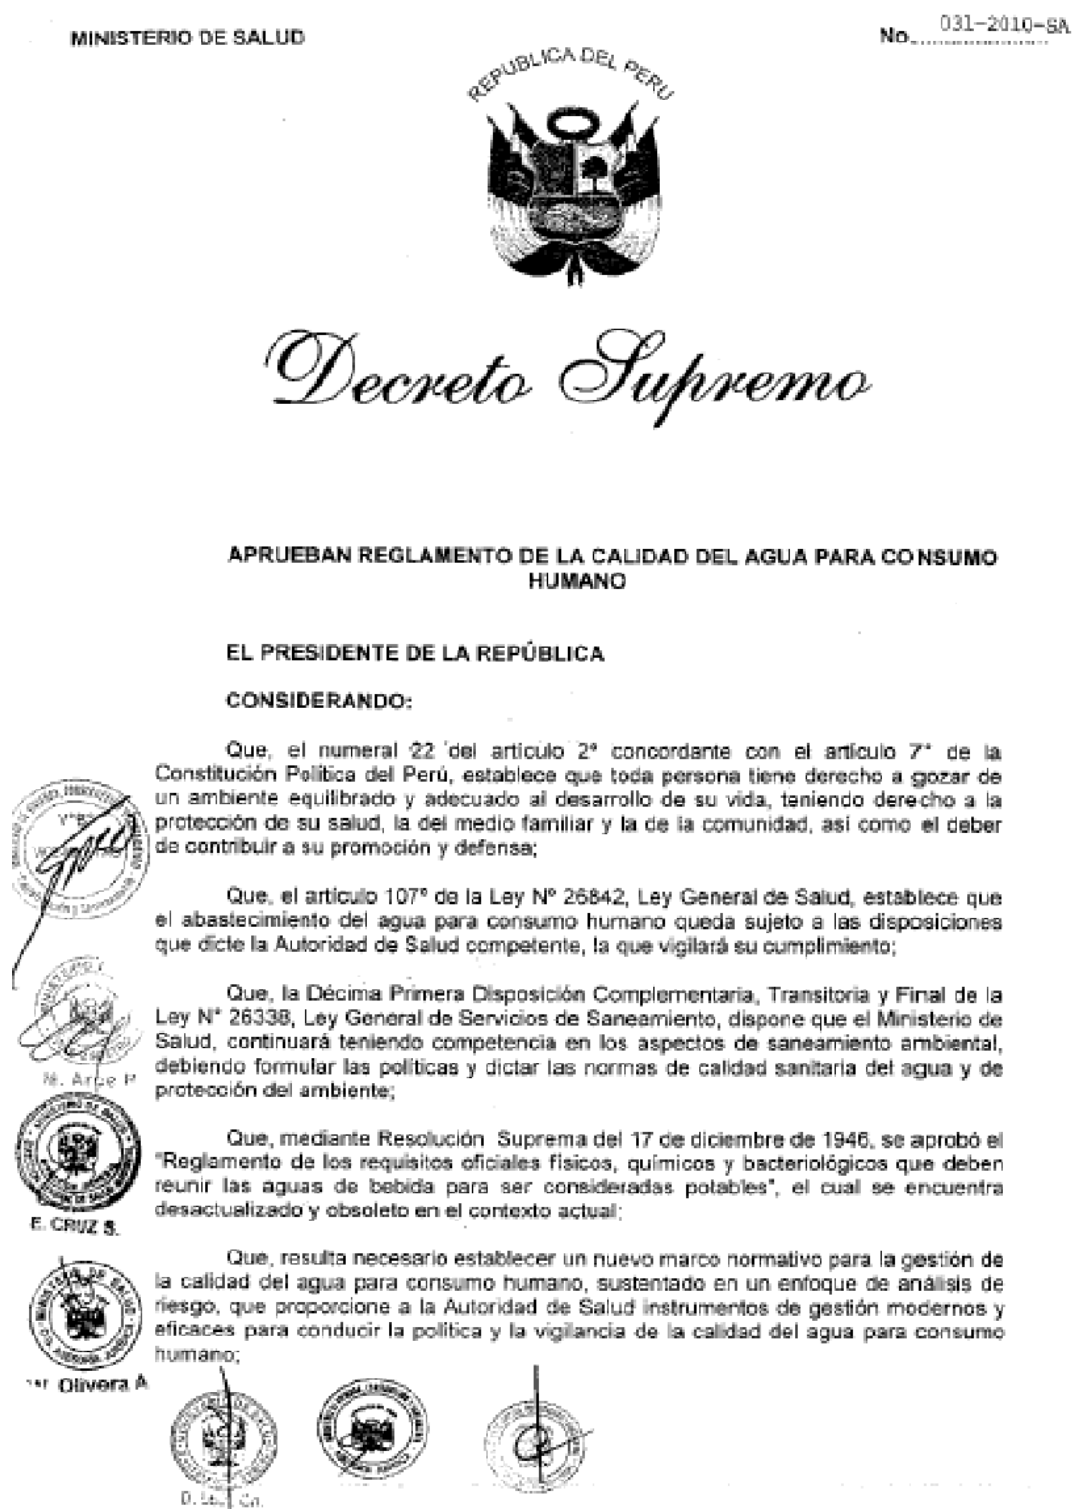 MINISTERIO DE SALUD
No. 031-2010-SA
REPUBLICA DEL PERU
Decreto Supremo
APRUEBAN REGLAMENTO DE LA CALIDAD DEL AGUA PARA CONSUMO
HUMANO
EL PRESIDENTE DE LA REPÚBLICA
CONSIDERANDO:
Que, el numeral 22 del artículo 2° concordante con el artículo 7° de la
Constitución Política del Perú, establece que toda persona tiene derecho a gozar de
un ambiente equilibrado y adecuado al desarrollo de su vida, teniendo derecho a la
protección de su salud, la del medio familiar y la de la comunidad, así como el deber
de contribuir a su promoción y defensa;
Que, el artículo 107º de la Ley Nº 26842, Ley General de Salud, establece que
el abastecimiento del agua para consumo humano queda sujeto a las disposiciones
que dicte la Autoridad de Salud competente, la que vigilará su cumplimiento;
Que, la Décima Primera Disposición Complementaria, Transitoria y Final de la
Ley N° 26338, Ley General de Servicios de Saneamiento, dispone que el Ministerio de
Salud, continuará teniendo competencia en los aspectos de saneamiento ambiental,
debiendo formular las políticas y dictar las normas de calidad sanitaria del agua y de
protección del ambiente;
M. Arce R
Que, mediante Resolución Suprema del 17 de diciembre de 1946, se aprobó el
"Reglamento de los requisitos oficiales físicos, químicos y bacteriológicos que deben
reunir las aguas de bebida para ser consideradas potables", el cual se encuentra
desactualizado y obsoleto en el contexto actual;
E. CRUZ S.
Que, resulta necesario establecer un nuevo marco normativo para la gestión de
la calidad del agua para consumo humano, sustentado en un enfoque de análisis de
riesgo, que proporcione a la Autoridad de Salud instrumentos de gestión modernos y
eficaces para conducir la política y la vigilancia de la calidad del agua para consumo
humano;
Olivera A